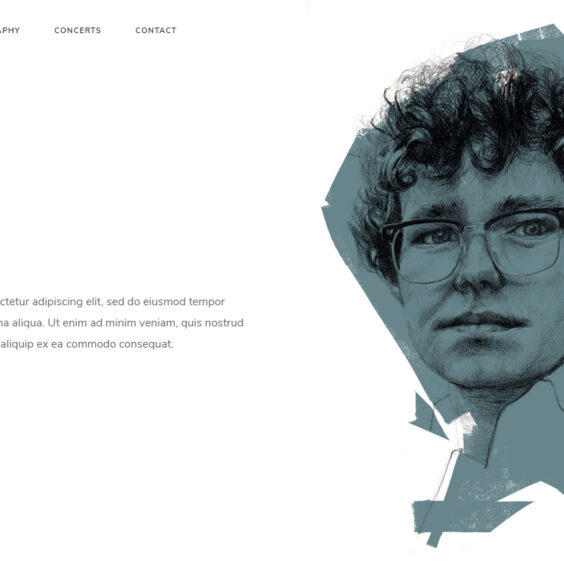 APHY CONCERTS CONTACT
ctetur adipiscing elit, sed do eiusmod tempor
na aliqua. Ut enim ad minim veniam, quis nostrud
aliquip ex ea commodo consequat.